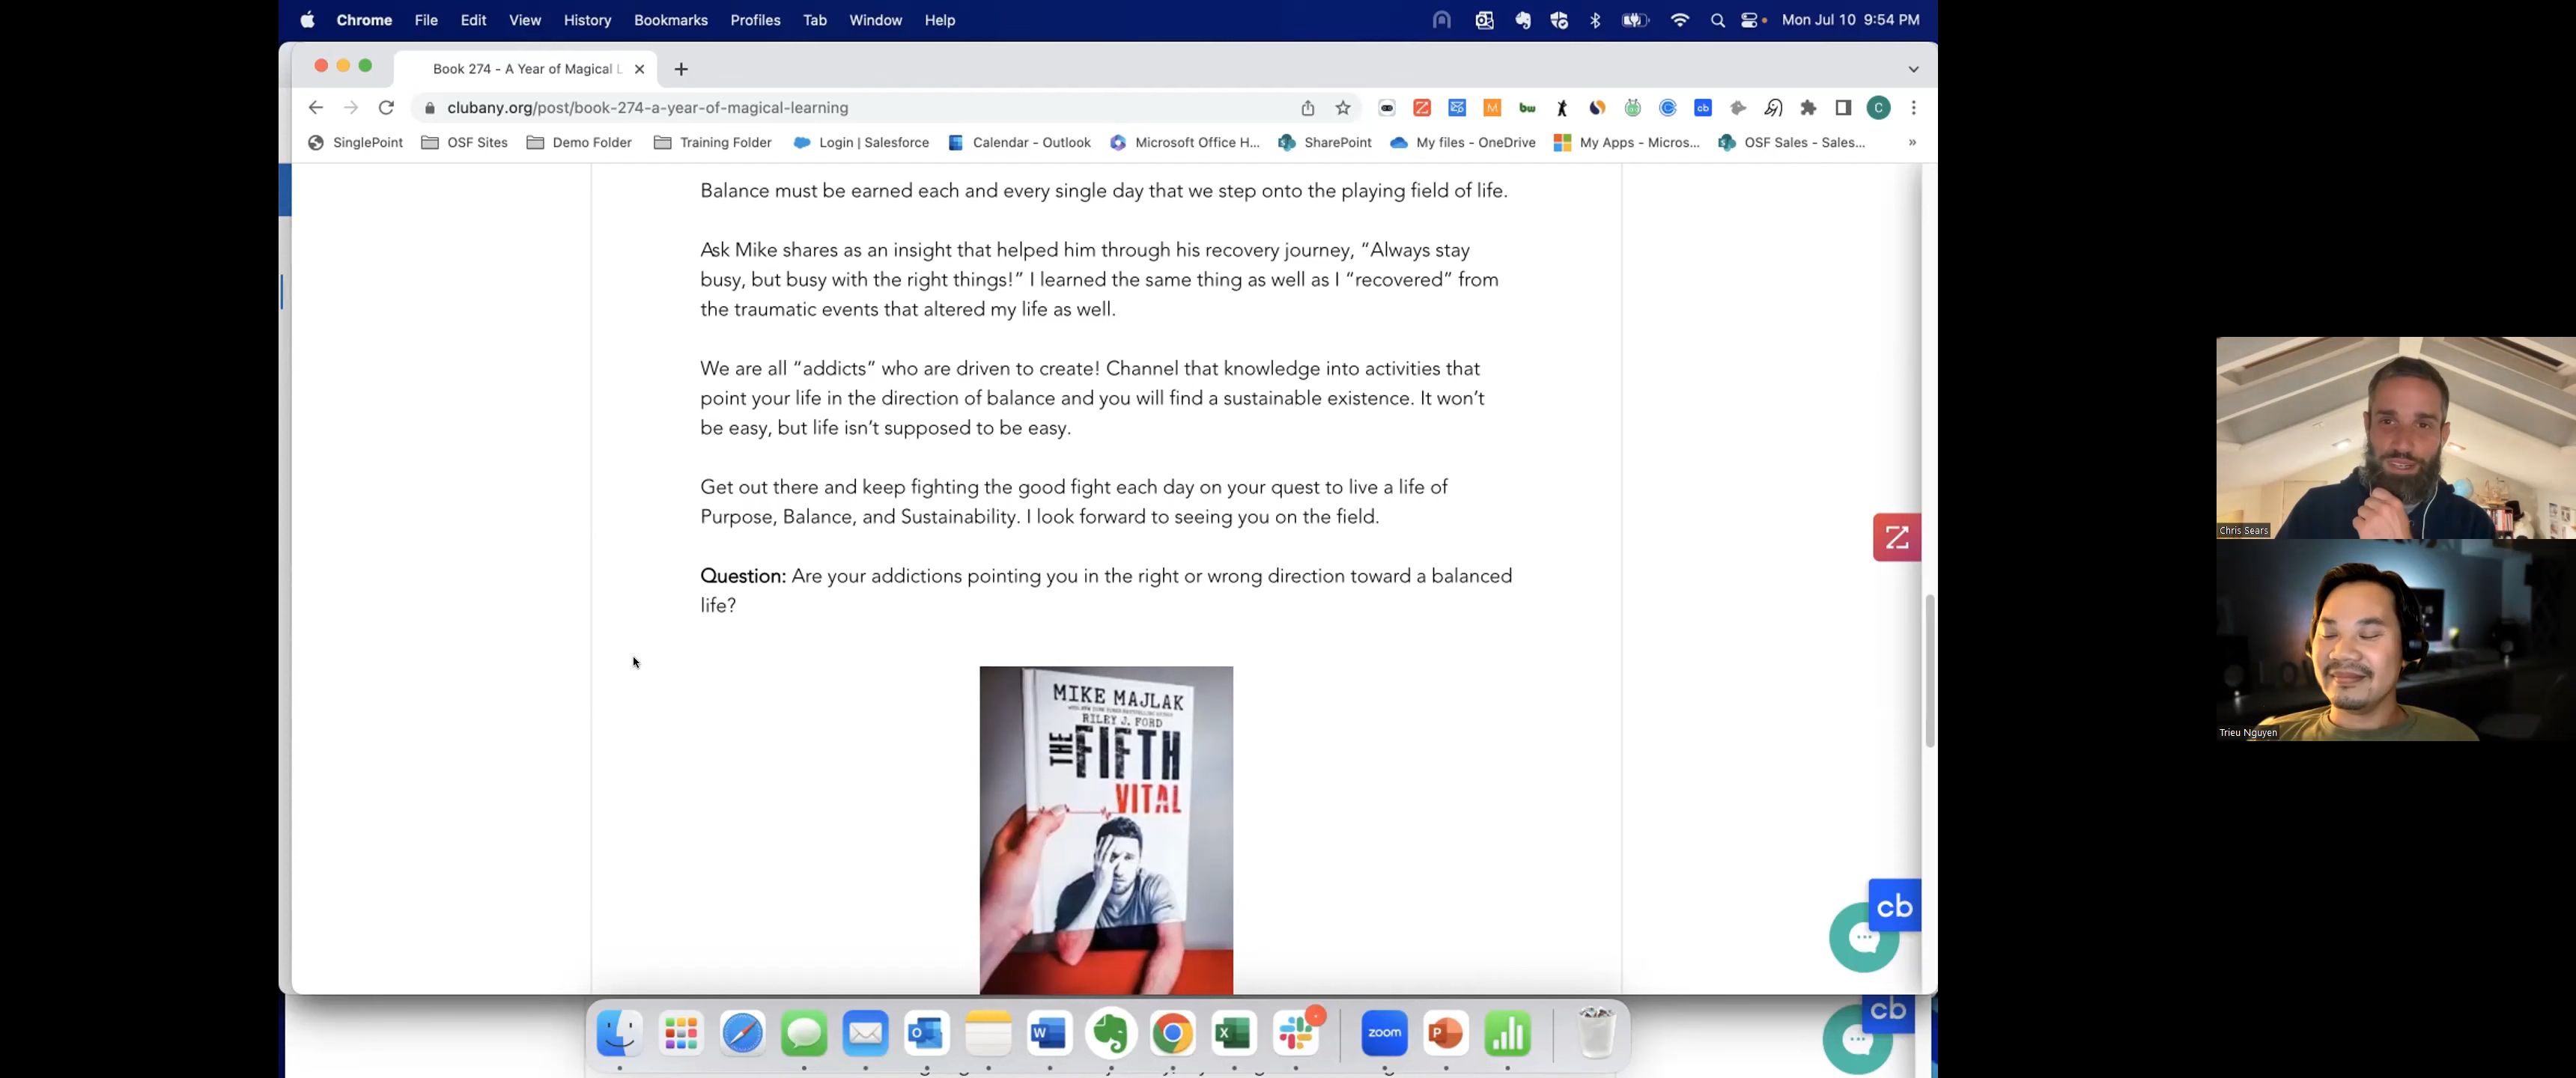 Chrome File Edit View History Bookmarks Profiles Tab Window Help Mon Jul 10 9:54 PM
Book 274 - A Year of Magical L
clubany.org/post/book-274-a-year-of-magical-learning
C
SinglePoint OSF Sites Demo Folder Training Folder Login | Salesforce Calendar - Outlook Microsoft Office H... SharePoint My files - OneDrive My Apps - Micros... OSF Sales - Sales... »
Balance must be earned each and every single day that we step onto the playing field of life.
Ask Mike shares as an insight that helped him through his recovery journey, “Always stay
busy, but busy with the right things!” I learned the same thing as well as I “recovered” from
the traumatic events that altered my life as well.
We are all “addicts” who are driven to create! Channel that knowledge into activities that
point your life in the direction of balance and you will find a sustainable existence. It won’t
be easy, but life isn’t supposed to be easy.
Get out there and keep fighting the good fight each day on your quest to live a life of
Purpose, Balance, and Sustainability. I look forward to seeing you on the field.
Question: Are your addictions pointing you in the right or wrong direction toward a balanced
life?
MIKE MAJLAK
RILEY J. FORD
THE FIFTH
VITAL
cb
cb
zoom
Chris Sears
Trieu Nguyen